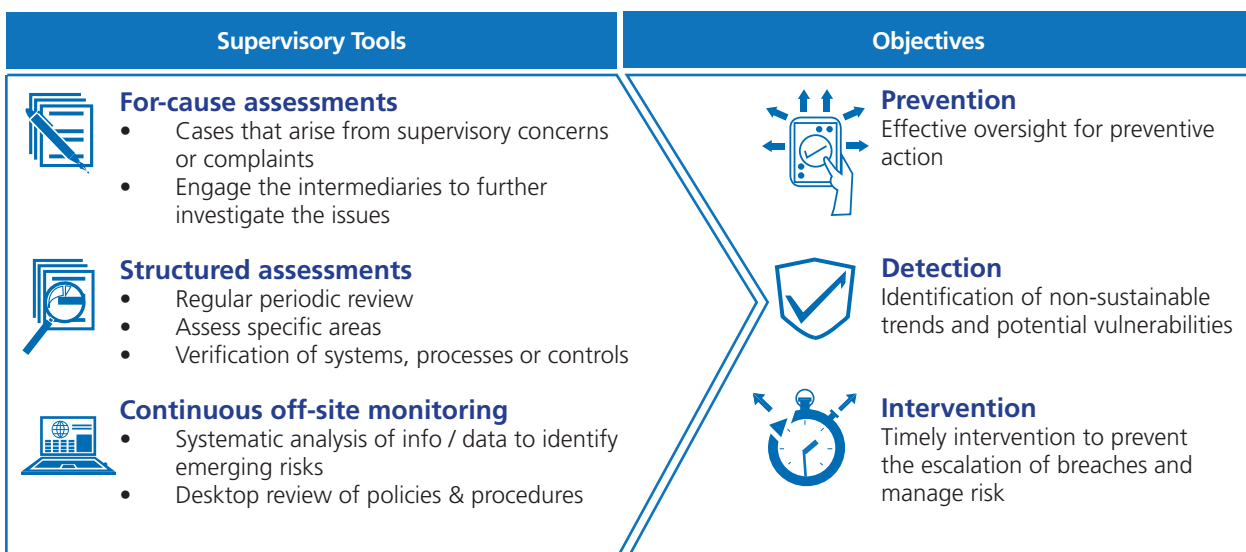 Supervisory Tools
Objectives
For-cause assessments
• Cases that arise from supervisory concerns
or complaints
• Engage the intermediaries to further
investigate the issues
Structured assessments
• Regular periodic review
• Assess specific areas
• Verification of systems, processes or controls
Continuous off-site monitoring
• Systematic analysis of info / data to identify
emerging risks
• Desktop review of policies & procedures
Prevention
Effective oversight for preventive
action
Detection
Identification of non-sustainable
trends and potential vulnerabilities
Intervention
Timely intervention to prevent
the escalation of breaches and
manage risk